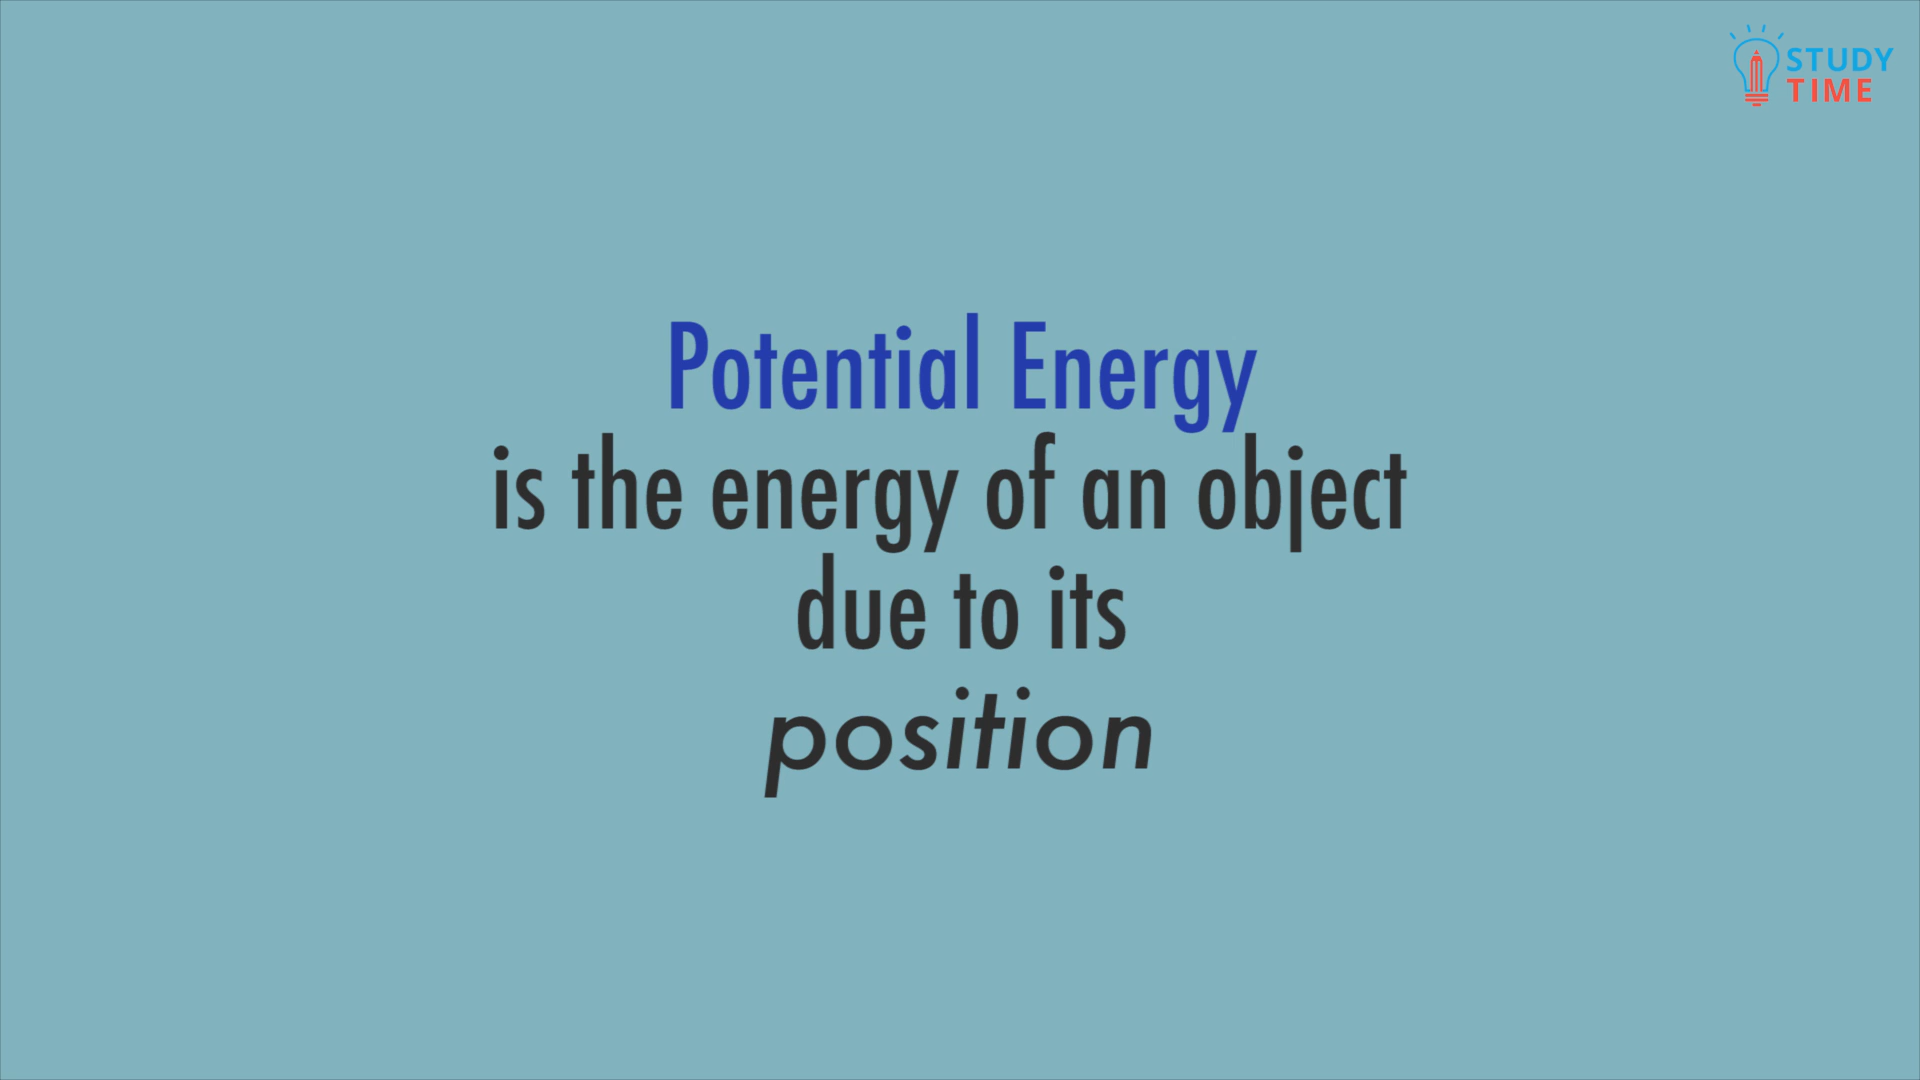 STUDY
TIME
Potential Energy
is the energy of an object
due to its
position